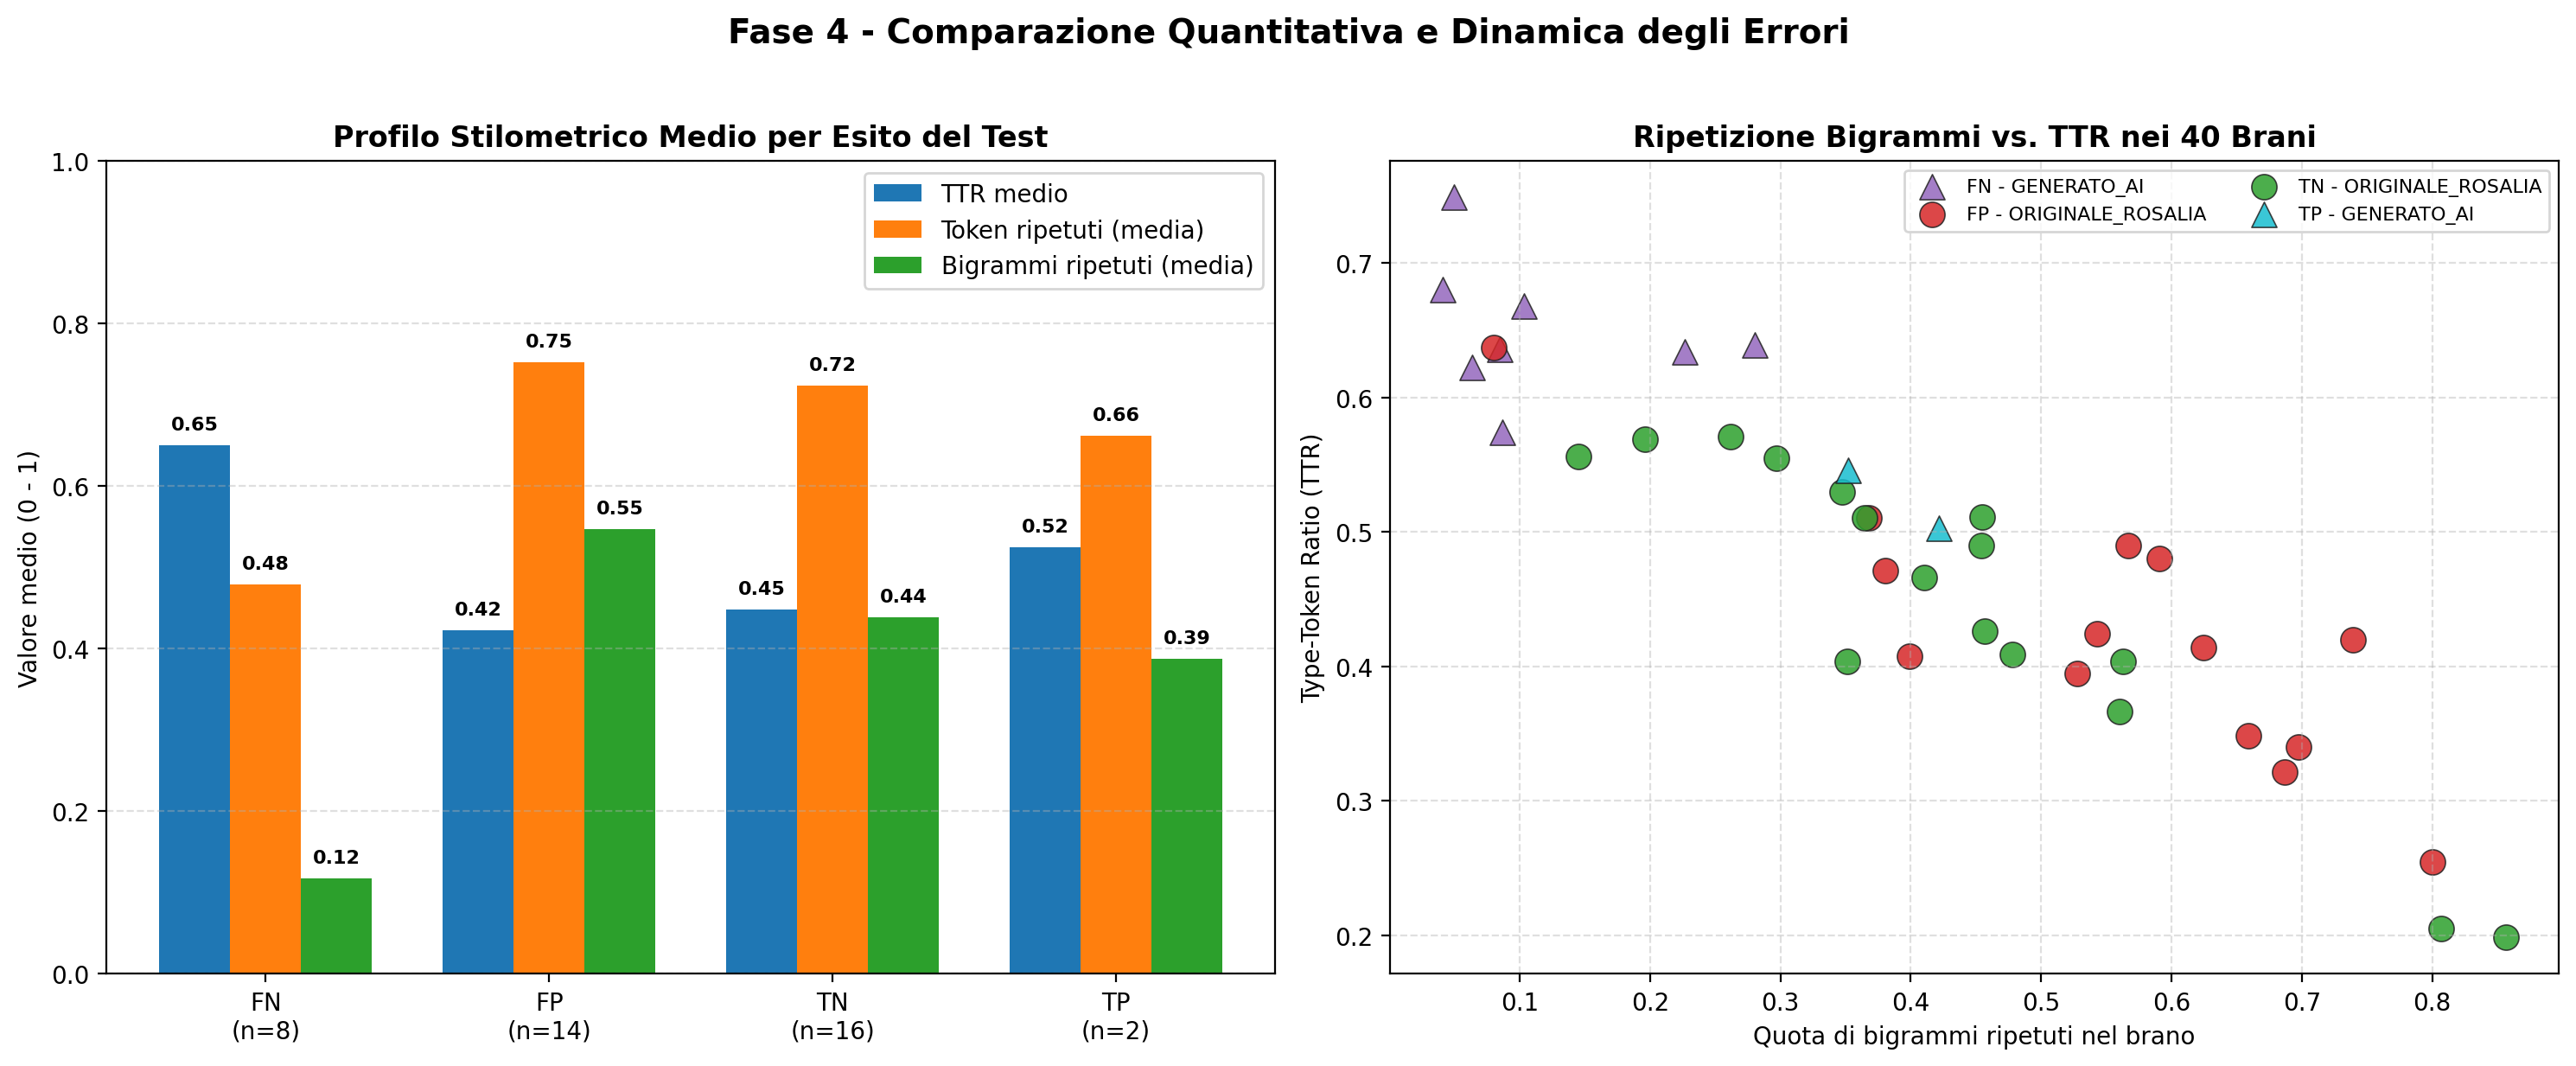 Fase 4 - Comparazione Quantitativa e Dinamica degli Errori
Profilo Stilometrico Medio per Esito del Test
Valore medio (0 - 1)
1.0
0.8
0.6
0.4
0.2
0.0
TTR medio
Token ripetuti (media)
Bigrammi ripetuti (media)
0.65
0.48
0.12
0.42
0.75
0.55
0.45
0.72
0.44
0.52
0.66
0.39
FN
(n=8)
FP
(n=14)
TN
(n=16)
TP
(n=2)
Ripetizione Bigrammi vs. TTR nei 40 Brani
Type-Token Ratio (TTR)
0.7
0.6
0.5
0.4
0.3
0.2
FN - GENERATO_AI
FP - ORIGINALE_ROSALIA
TN - ORIGINALE_ROSALIA
TP - GENERATO_AI
0.1 0.2 0.3 0.4 0.5 0.6 0.7 0.8
Quota di bigrammi ripetuti nel brano